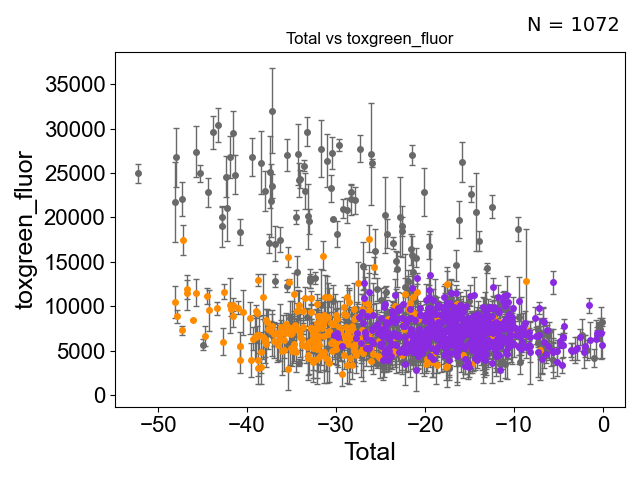 N = 1072
Total vs toxgreen_fluor
toxgreen_fluor
35000
30000
25000
20000
15000
10000
5000
0
−50 −40 −30 −20 −10 0
Total